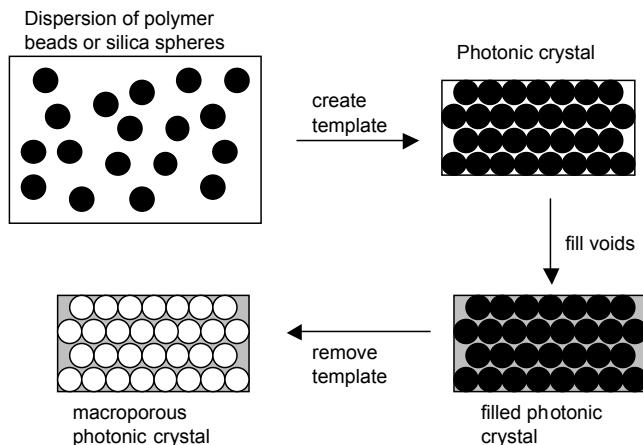 Dispersion of polymer
beads or silica spheres
create
template
Photonic crystal
fill voids
filled photonic
crystal
remove
template
macroporous
photonic crystal